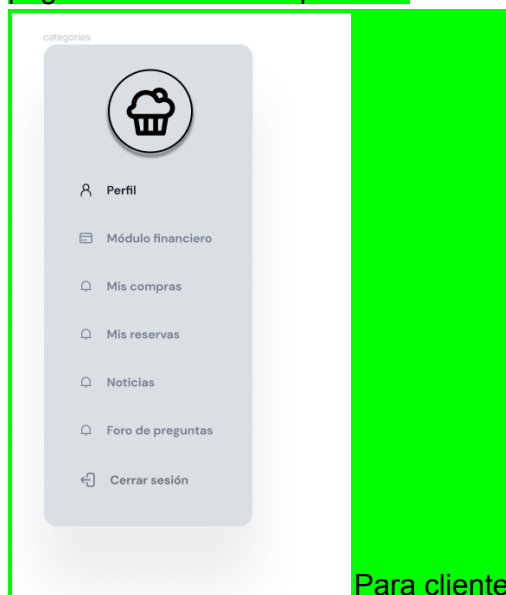 categories
Perfil
Módulo financiero
Mis compras
Mis reservas
Noticias
Foro de preguntas
Cerrar sesión
Para cliente